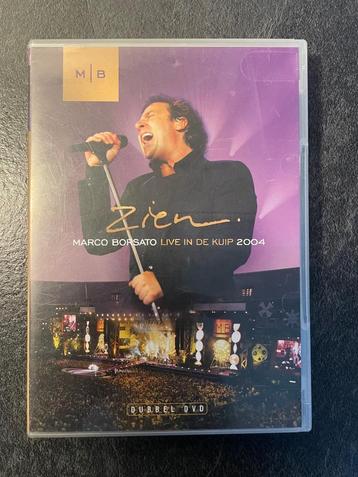 M|B
Zien.
MARCO BORSATO LIVE IN DE KUIP 2004
DUBBEL DVD